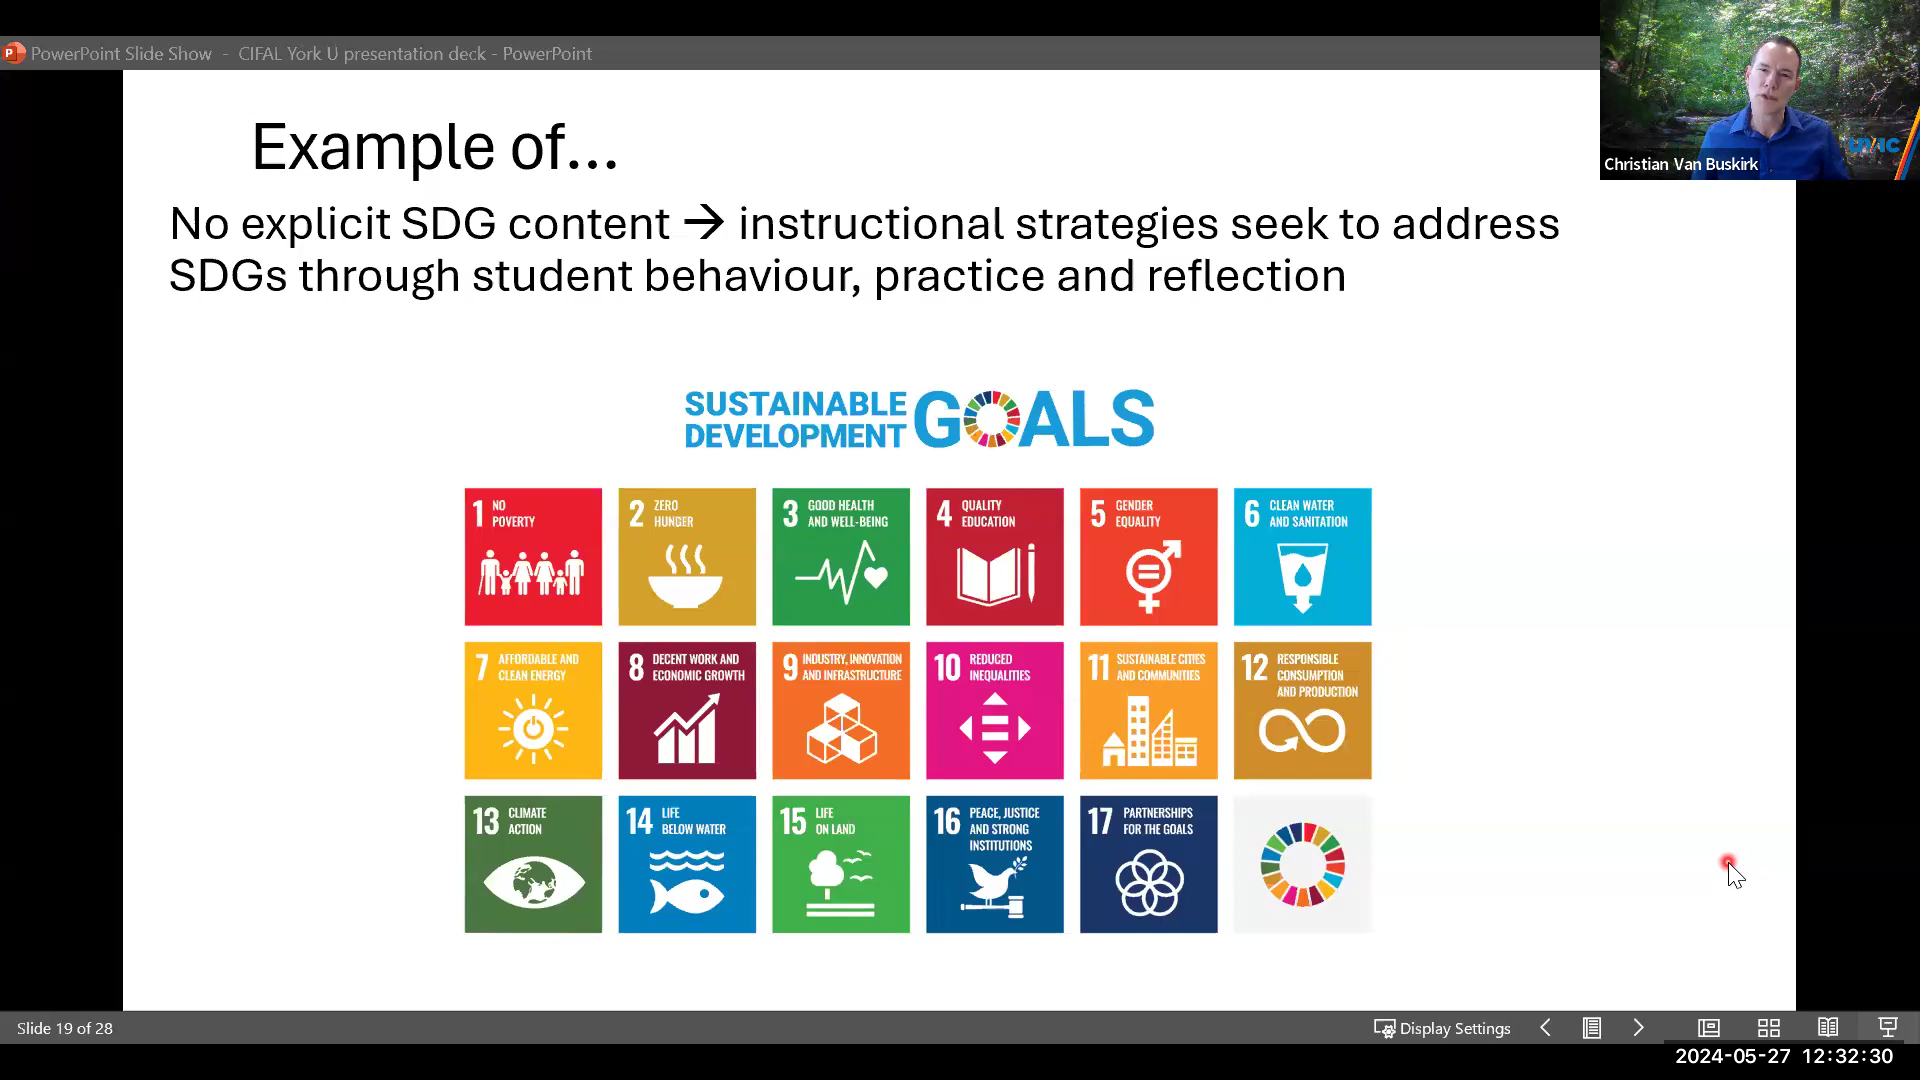 PowerPoint Slide Show - CIFAL York U presentation deck - PowerPoint
Christian Van Buskirk
Example of...
No explicit SDG content → instructional strategies seek to address
SDGs through student behaviour, practice and reflection
SUSTAINABLE
DEVELOPMENT GOALS
1 NO
POVERTY
2 ZERO
HUNGER
3 GOOD HEALTH
AND WELL-BEING
4 QUALITY
EDUCATION
5 GENDER
EQUALITY
6 CLEAN WATER
AND SANITATION
7 AFFORDABLE AND
CLEAN ENERGY
8 DECENT WORK AND
ECONOMIC GROWTH
9 INDUSTRY, INNOVATION
AND INFRASTRUCTURE
10 REDUCED
INEQUALITIES
11 SUSTAINABLE CITIES
AND COMMUNITIES
12 RESPONSIBLE
CONSUMPTION
AND PRODUCTION
13 CLIMATE
ACTION
14 LIFE
BELOW WATER
15 LIFE
ON LAND
16 PEACE, JUSTICE
AND STRONG
INSTITUTIONS
17 PARTNERSHIPS
FOR THE GOALS
Slide 19 of 28
Display Settings
2024-05-27 12:32:30